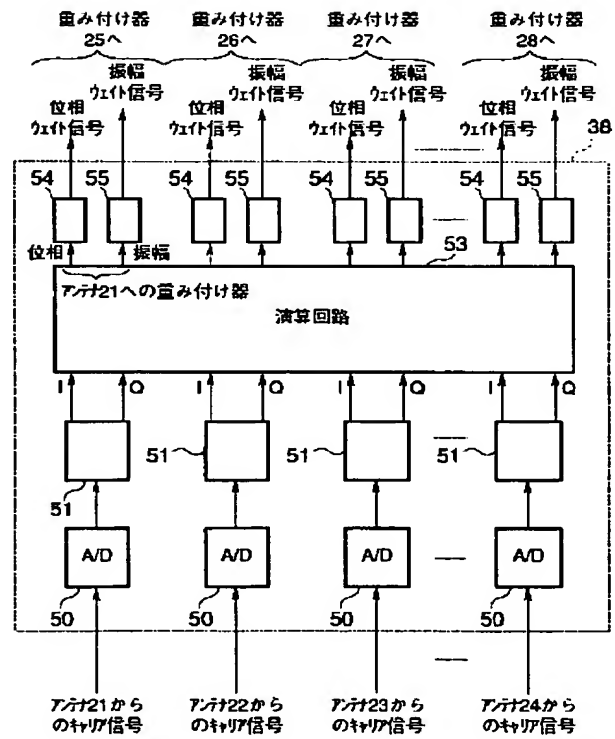 重み付け器 重み付け器 重み付け器 重み付け器
25へ 26へ 27へ 28へ
振幅 振幅 振幅 振幅
位相 ウェイト信号 位相 ウェイト信号 位相 ウェイト信号 位相 ウェイト信号
ウェイト信号 ウェイト信号 ウェイト信号 ウェイト信号
38
54 55 54 55 54 55 54 55
位相 振幅 53
アンテナ21への重み付け器
演算回路
I Q I Q I Q I Q
51 51 51 51
A/D A/D A/D A/D
50 50 50 50
アンテナ21から アンテナ22から アンテナ23から アンテナ24から
のキャリア信号 のキャリア信号 のキャリア信号 のキャリア信号